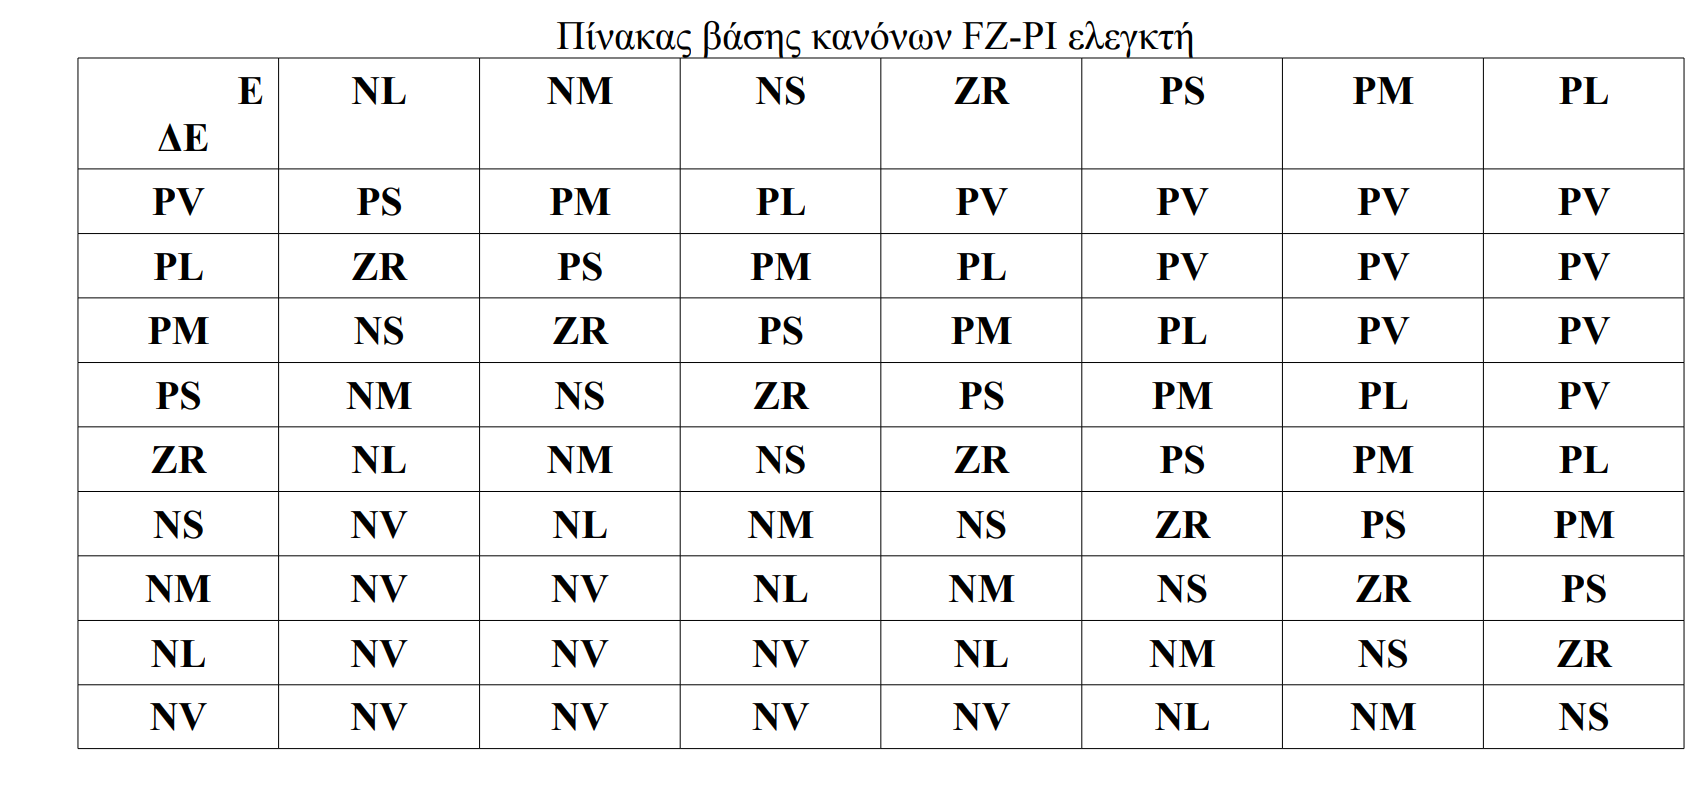 Πίνακας βάσης κανόνων FZ-PI ελεγκτή
E NL NM NS ZR PS PM PL
ΔE
PV PS PM PL PV PV PV PV
PL ZR PS PM PL PV PV PV
PM NS ZR PS PM PL PV PV
PS NM NS ZR PS PM PL PV
ZR NL NM NS ZR PS PM PL
NS NV NL NM NS ZR PS PM
NM NV NV NL NM NS ZR PS
NL NV NV NV NL NM NS ZR
NV NV NV NV NV NL NM NS